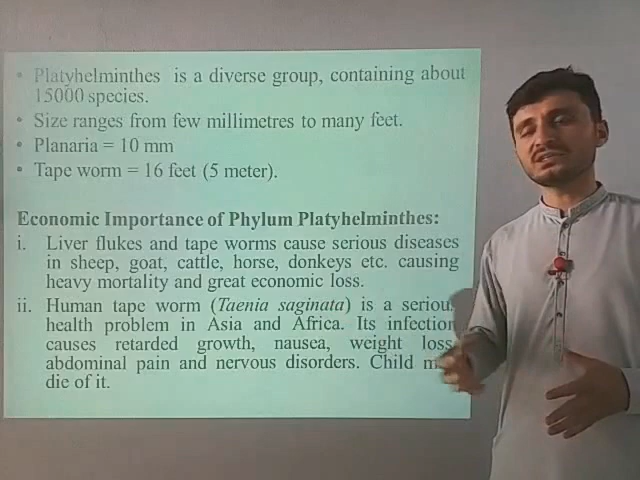 • Platyhelminthes is a diverse group, containing about
15000 species.
• Size ranges from few millimetres to many feet.
• Planaria = 10 mm
• Tape worm = 16 feet (5 meter).
Economic Importance of Phylum Platyhelminthes:
i. Liver flukes and tape worms cause serious diseases
in sheep, goat, cattle, horse, donkeys etc. causing
heavy mortality and great economic loss.
ii. Human tape worm (Taenia saginata) is a serious
health problem in Asia and Africa. Its infection
causes retarded growth, nausea, weight loss
abdominal pain and nervous disorders. Child
die of it.